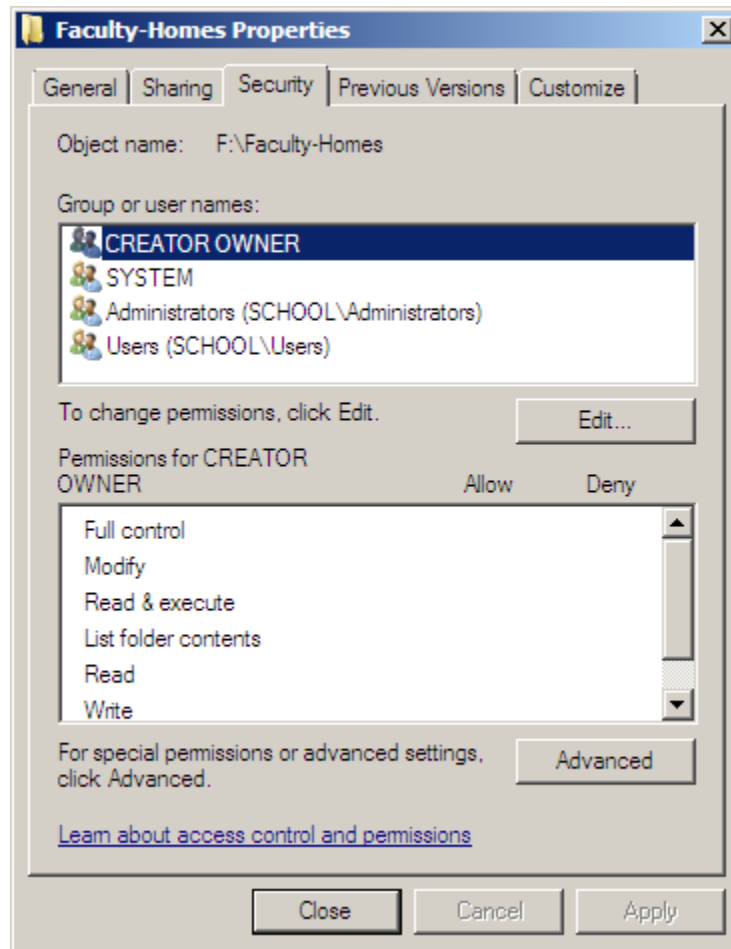 Faculty-Homes Properties
General Sharing Security Previous Versions Customize
Object name: F:\Faculty-Homes
Group or user names:
CREATOR OWNER
SYSTEM
Administrators (SCHOOL\Administrators)
Users (SCHOOL\Users)
To change permissions, click Edit.
Edit...
Permissions for CREATOR
OWNER Allow Deny
Full control
Modify
Read & execute
List folder contents
Read
Write
For special permissions or advanced settings,
click Advanced.
Advanced
Learn about access control and permissions
Close Cancel Apply